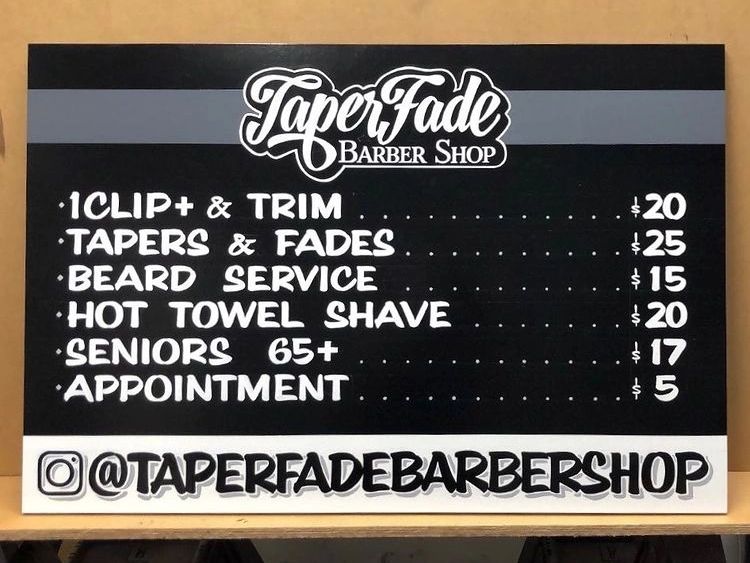 TaperFade
BARBER SHOP
·1CLIP+ & TRIM . . . . . . . . . . . . . $20
·TAPERS & FADES . . . . . . . . . . . $25
·BEARD SERVICE . . . . . . . . . . . $15
·HOT TOWEL SHAVE . . . . . . . . $20
·SENIORS 65+ . . . . . . . . . . . . . $17
·APPOINTMENT . . . . . . . . . . . . . $5
@TAPERFADEBARBERSHOP